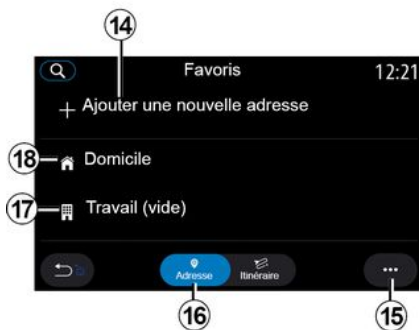 14
Favoris
12:21
+ Ajouter une nouvelle adresse
18
Domicile
17
Travail (vide)
Adresse
Itinéraire
...
16
15